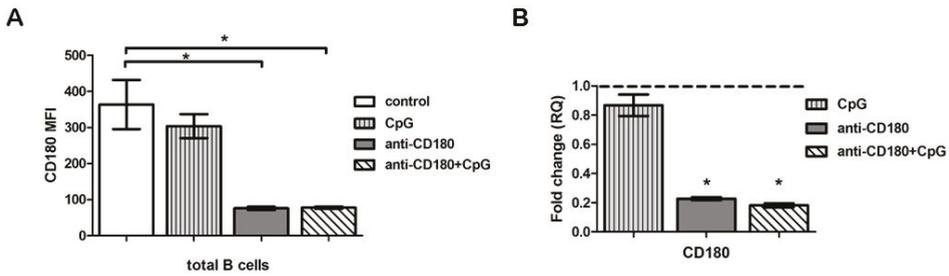 A
*
*
500
400
300
200
100
0
CD180 MFI
total B cells
control
CpG
anti-CD180
anti-CD180+CpG
B
1.0
0.8
0.6
0.4
0.2
0.0
Fold change (RQ)
* *
CD180
CpG
anti-CD180
anti-CD180+CpG